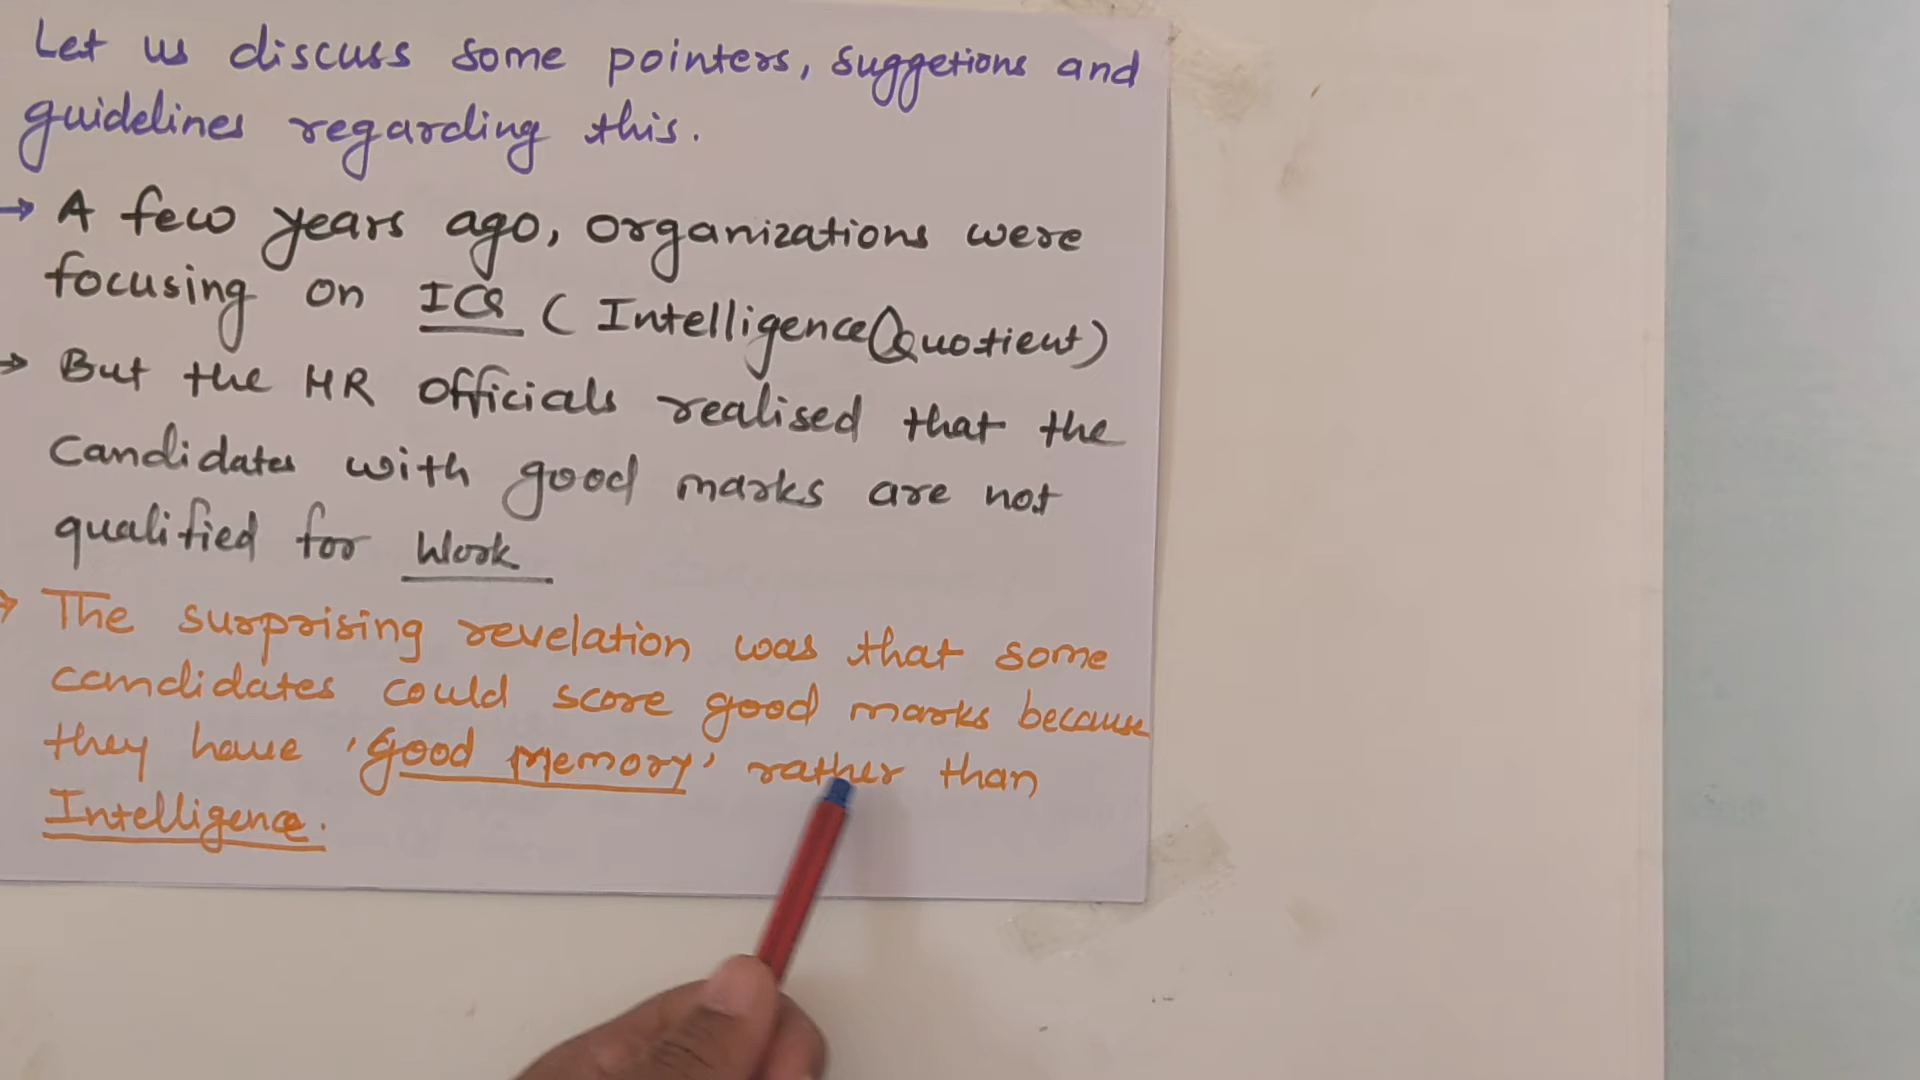 Let us discuss some pointers, suggetions and
guidelines regarding this.
→ A few years ago, organizations were
focusing on IQ ( Intelligence Quotient)
→ But the HR officials realised that the
candidates with good marks are not
qualified for Work
→ The surprising revelation was that some
candidates could score good marks because
they have 'good memory' rather than
Intelligence.